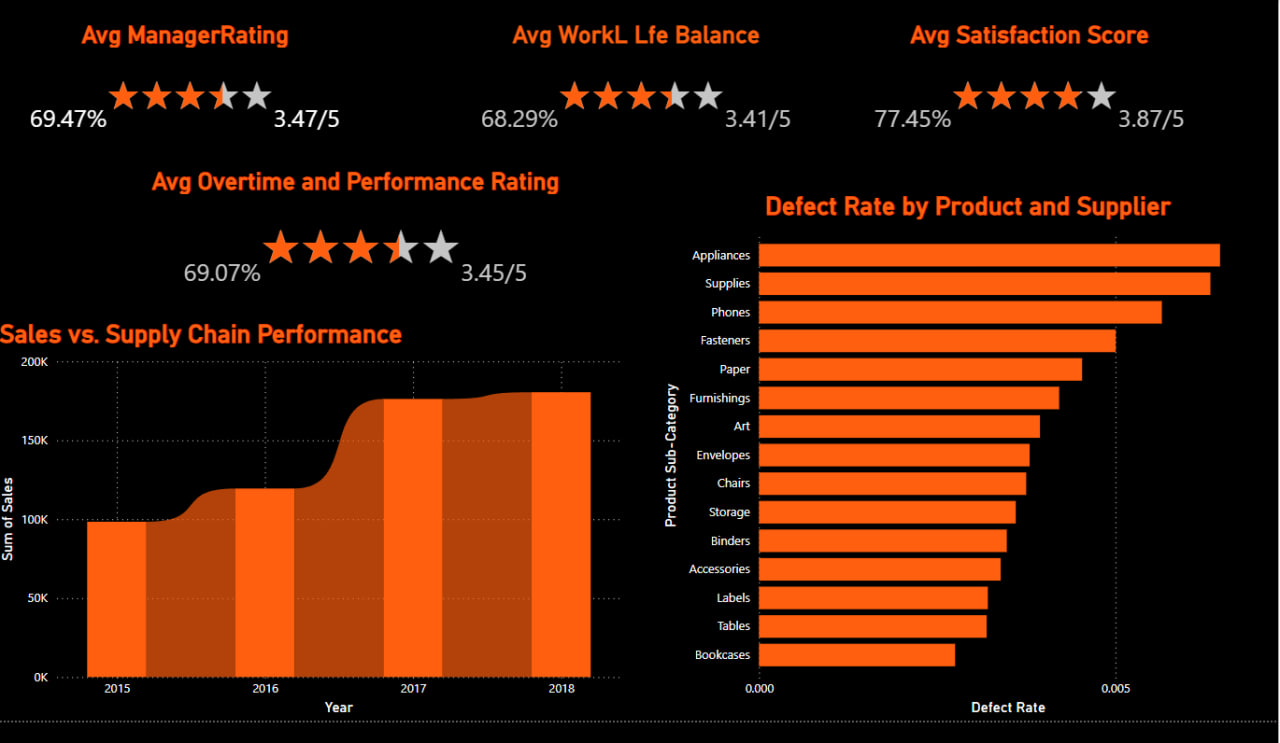 Avg ManagerRating
69.47%
3.47/5
Avg WorkL Lfe Balance
68.29%
3.41/5
Avg Satisfaction Score
77.45%
3.87/5
Avg Overtime and Performance Rating
69.07%
3.45/5
Sales vs. Supply Chain Performance
Sum of Sales
200K
150K
100K
50K
0K
2015
2016
2017
2018
Year
Defect Rate by Product and Supplier
Product Sub-Category
Appliances
Supplies
Phones
Fasteners
Paper
Furnishings
Art
Envelopes
Chairs
Storage
Binders
Accessories
Labels
Tables
Bookcases
0.000
0.005
Defect Rate